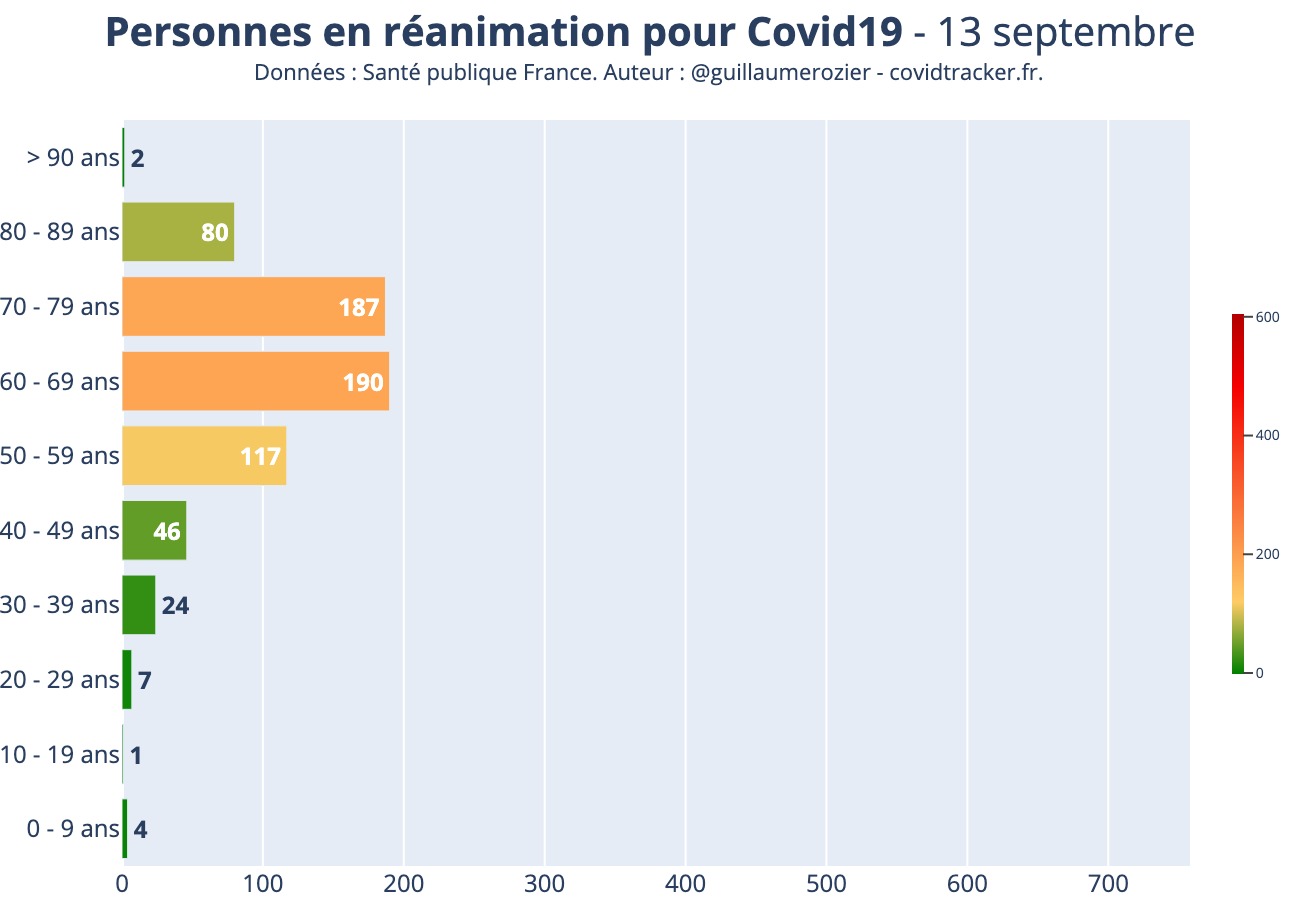 Personnes en réanimation pour Covid19 - 13 septembre
Données : Santé publique France. Auteur : @guillaumerozier - covidtracker.fr.
> 90 ans 2
80 - 89 ans 80
70 - 79 ans 187
60 - 69 ans 190
50 - 59 ans 117
40 - 49 ans 46
30 - 39 ans 24
20 - 29 ans 7
10 - 19 ans 1
0 - 9 ans 4
0 100 200 300 400 500 600 700
600
400
200
0